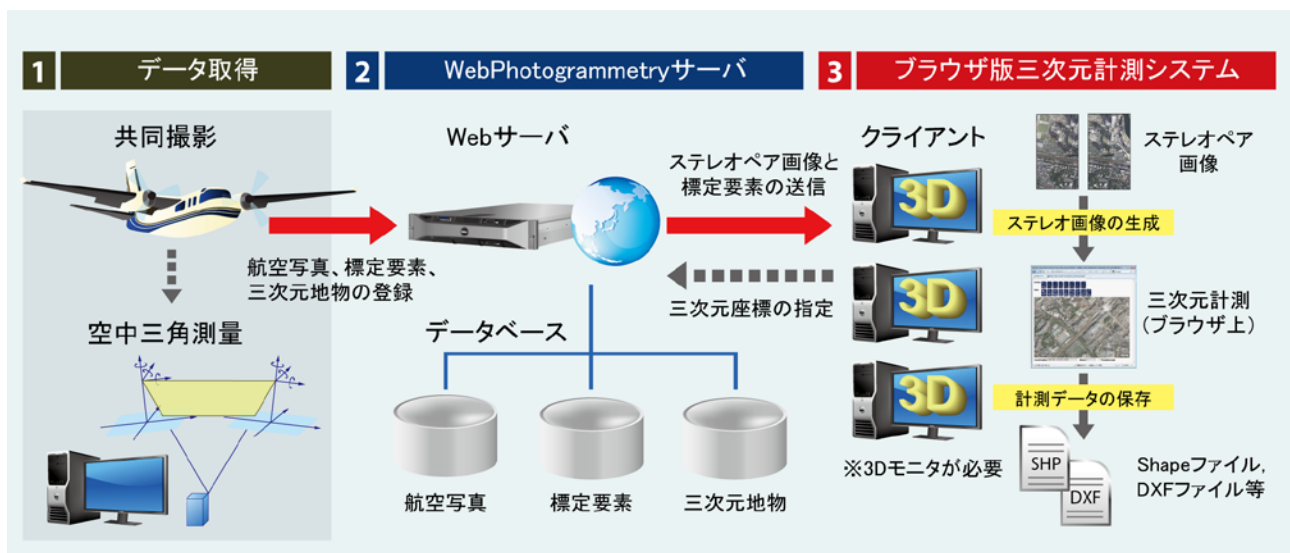 1 データ取得
共同撮影
空中三角測量
航空写真、標定要素、
三次元地物の登録
2 WebPhotogrammetryサーバ
Webサーバ
データベース
航空写真
標定要素
三次元地物
ステレオペア画像と
標定要素の送信
三次元座標の指定
3 ブラウザ版三次元計測システム
クライアント
3D
3D
3D
※3Dモニタが必要
ステレオペア
画像
ステレオ画像の生成
三次元計測
(ブラウザ上)
計測データの保存
SHP
DXF
Shapeファイル,
DXFファイル等